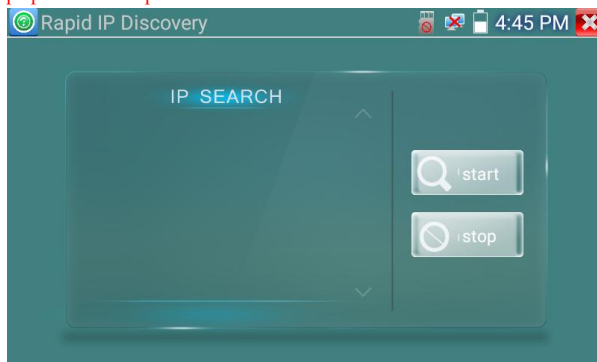 Rapid IP Discovery
4:45 PM
IP SEARCH
start
stop